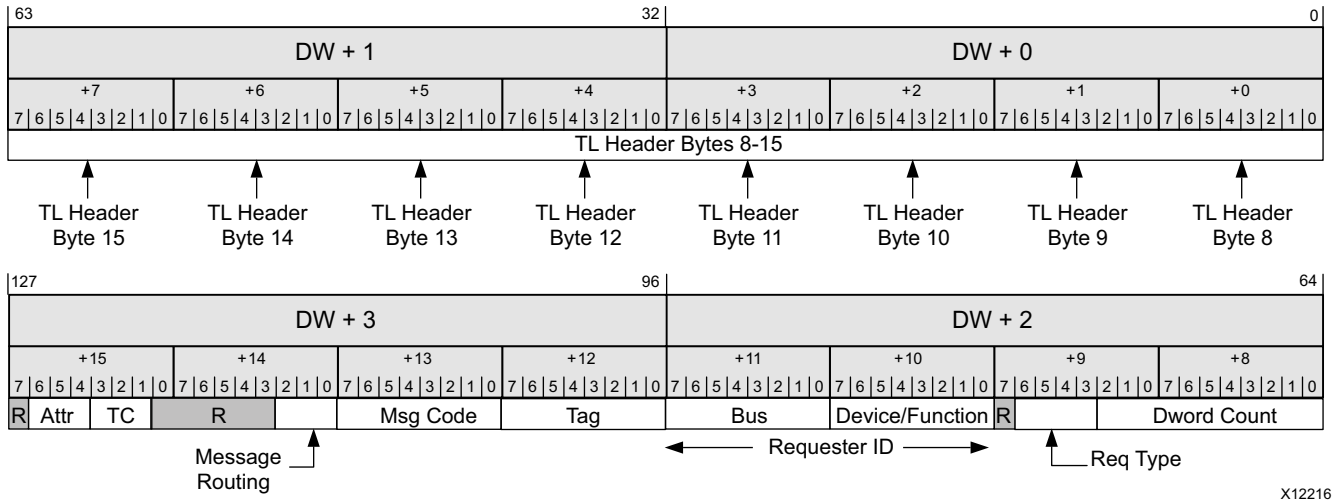 63 32 0
DW + 1 DW + 0
+7 +6 +5 +4 +3 +2 +1 +0
7 6 5 4 3 2 1 0 7 6 5 4 3 2 1 0 7 6 5 4 3 2 1 0 7 6 5 4 3 2 1 0 7 6 5 4 3 2 1 0 7 6 5 4 3 2 1 0 7 6 5 4 3 2 1 0 7 6 5 4 3 2 1 0
TL Header Bytes 8-15
TL Header TL Header TL Header TL Header TL Header TL Header TL Header TL Header
Byte 15 Byte 14 Byte 13 Byte 12 Byte 11 Byte 10 Byte 9 Byte 8
127 96 64
DW + 3 DW + 2
+15 +14 +13 +12 +11 +10 +9 +8
7 6 5 4 3 2 1 0 7 6 5 4 3 2 1 0 7 6 5 4 3 2 1 0 7 6 5 4 3 2 1 0 7 6 5 4 3 2 1 0 7 6 5 4 3 2 1 0 7 6 5 4 3 2 1 0 7 6 5 4 3 2 1 0
R Attr TC R Msg Code Tag Bus Device/Function R Dword Count
Message Routing Requester ID Req Type
X12216